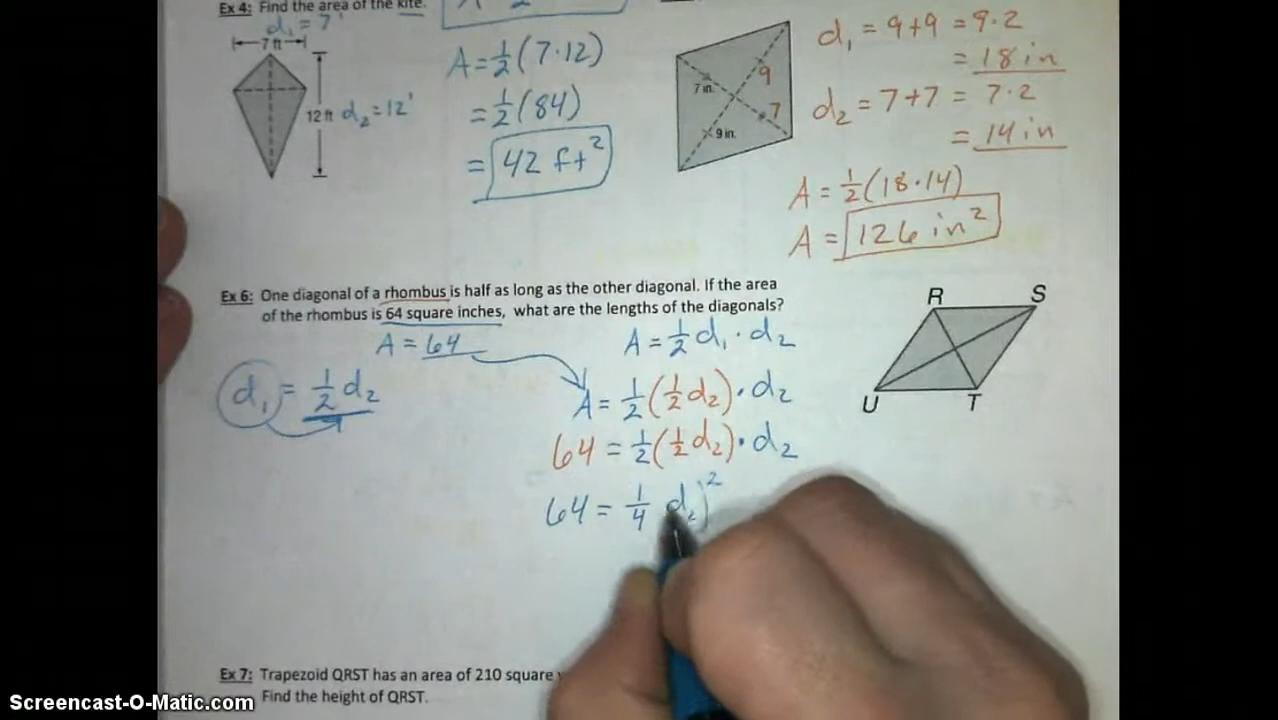 Ex 4: Find the area of the kite.
d₁ = 7'
7 ft
12 ft d₂ = 12'
A = 1/2 (7·12)
= 1/2 (84)
= 42 ft²
7 in.
9
7
9 in.
d₁ = 9+9 = 9·2
= 18 in
d₂ = 7+7 = 7·2
= 14 in
A = 1/2 (18·14)
A = 126 in²
Ex 6: One diagonal of a rhombus is half as long as the other diagonal. If the area
of the rhombus is 64 square inches, what are the lengths of the diagonals?
A = 64
d₁ = 1/2 d₂
A = 1/2 d₁ · d₂
A = 1/2 (1/2 d₂) · d₂
64 = 1/2 (1/2 d₂) · d₂
64 = 1/4 d₂)²
R S
U T
Ex 7: Trapezoid QRST has an area of 210 square
Find the height of QRST.
Screencast-O-Matic.com